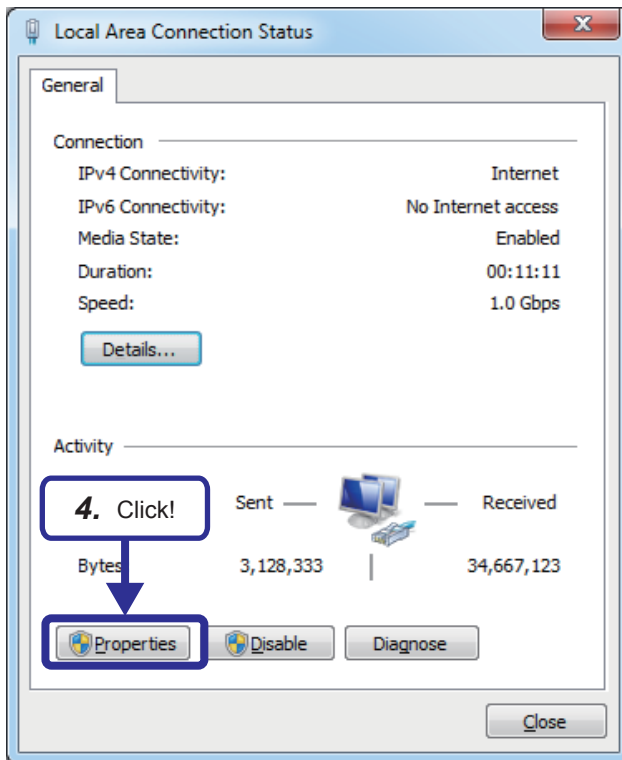 Local Area Connection Status
General
Connection
IPv4 Connectivity: Internet
IPv6 Connectivity: No Internet access
Media State: Enabled
Duration: 00:11:11
Speed: 1.0 Gbps
Details...
Activity
4. Click!
Sent Received
Bytes 3,128,333 34,667,123
Properties Disable Diagnose
Close